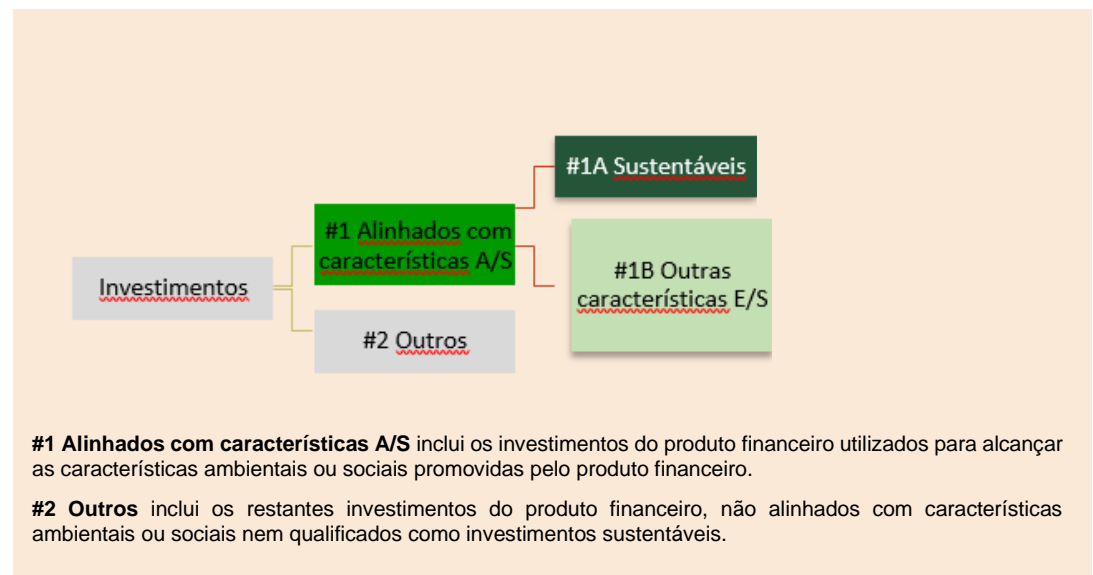 #1A Sustentáveis
#1 Alinhados com
características A/S
#1B Outras
características E/S
Investimentos
#2 Outros
#1 Alinhados com características A/S inclui os investimentos do produto financeiro utilizados para alcançar
as características ambientais ou sociais promovidas pelo produto financeiro.
#2 Outros inclui os restantes investimentos do produto financeiro, não alinhados com características
ambientais ou sociais nem qualificados como investimentos sustentáveis.